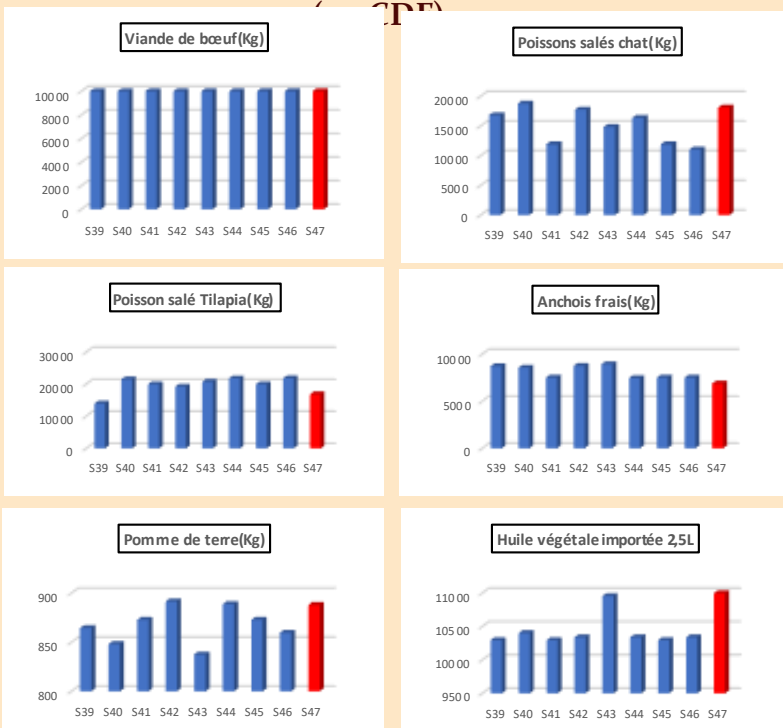 CDF)
Viande de bœuf(Kg)
10000
8000
6000
4000
2000
0
S39 S40 S41 S42 S43 S44 S45 S46 S47
Poissons salés chat(Kg)
20000
15000
10000
5000
0
S39 S40 S41 S42 S43 S44 S45 S46 S47
Poisson salé Tilapia(Kg)
30000
20000
10000
0
S39 S40 S41 S42 S43 S44 S45 S46 S47
Anchois frais(Kg)
10000
5000
0
S39 S40 S41 S42 S43 S44 S45 S46 S47
Pomme de terre(Kg)
900
850
800
S39 S40 S41 S42 S43 S44 S45 S46 S47
Huile végétale importée 2,5L
11000
10500
10000
9500
S39 S40 S41 S42 S43 S44 S45 S46 S47